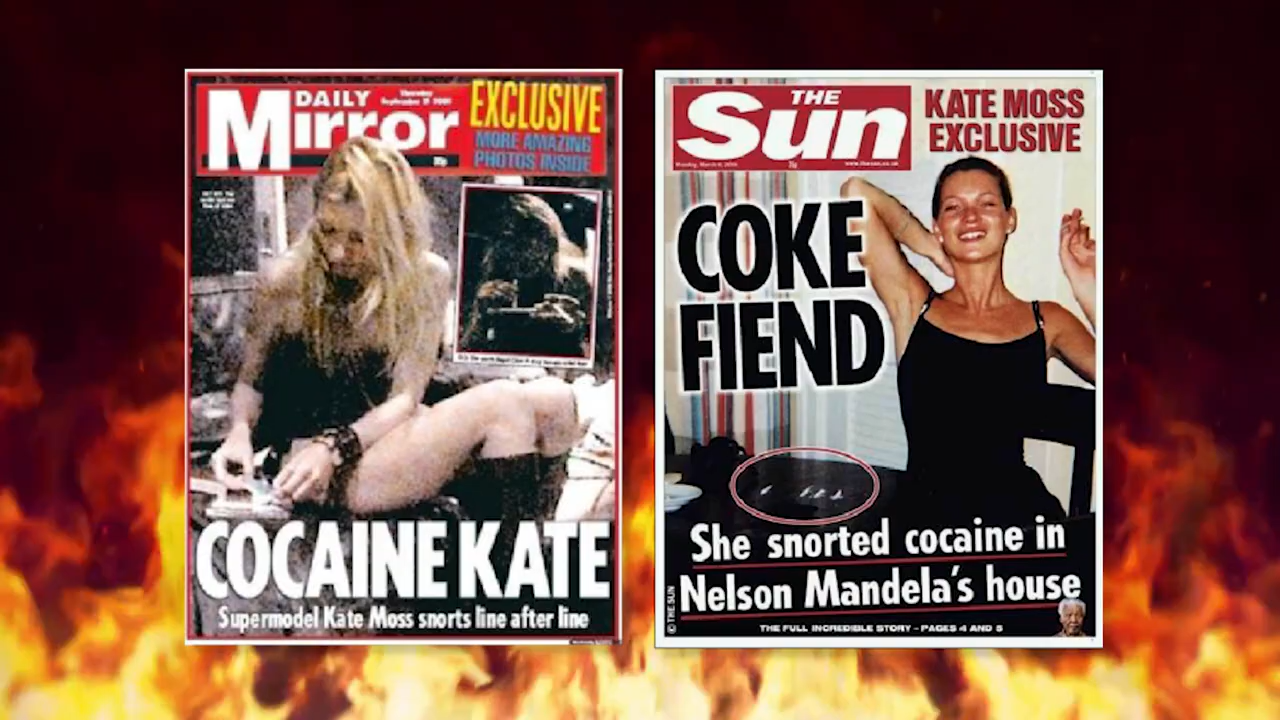 DAILY
Mirror
EXCLUSIVE
MORE AMAZING
PHOTOS INSIDE
COCAINE KATE
Supermodel Kate Moss snorts line after line
THE
Sun
KATE MOSS
EXCLUSIVE
COKE
FIEND
She snorted cocaine in
Nelson Mandela's house
THE FULL INCREDIBLE STORY – PAGES 4 AND 5
© THE SUN